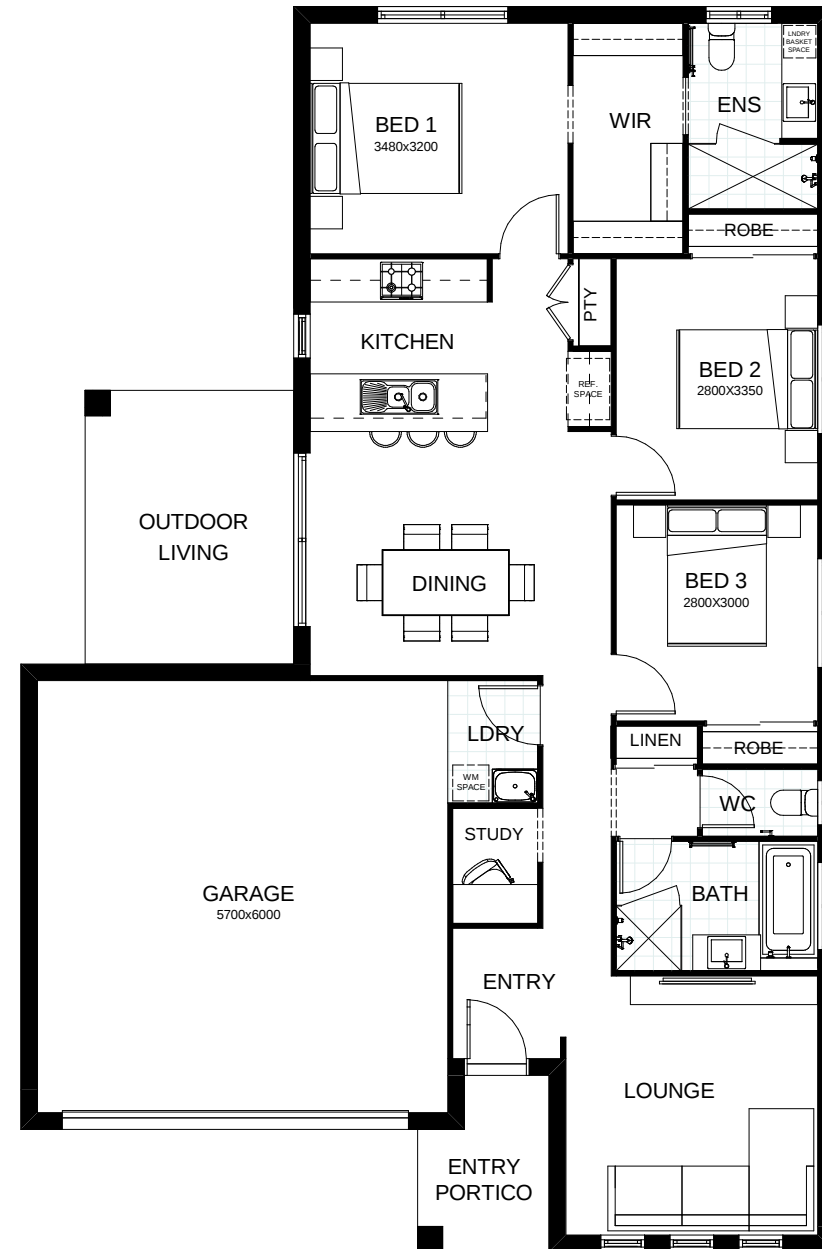 LNDRY
BASKET
SPACE
ENS
WIR
BED 1
3480x3200
ROBE
PTY
KITCHEN
BED 2
2800X3350
REF.
SPACE
OUTDOOR
LIVING
DINING
BED 3
2800X3000
LDRY
LINEN
ROBE
WM
SPACE
WC
STUDY
GARAGE
5700x6000
BATH
ENTRY
LOUNGE
ENTRY
PORTICO